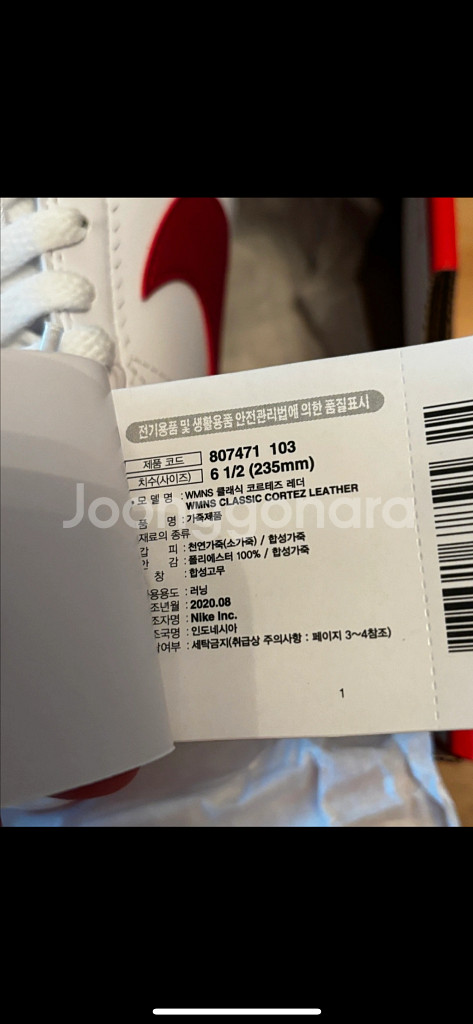 전기용품 및 생활용품 안전관리법에 의한 품질표시
제품 코드 807471 103
치수(사이즈) 6 1/2 (235mm)
모 델 명 : WMNS 클래식 코르테즈 레더
WMNS CLASSIC CORTEZ LEATHER
품 명 : 가죽제품
재료의 종류
갑 피 : 천연가죽(소가죽) / 합성가죽
안 감 : 폴리에스터 100% / 합성가죽
창 : 합성고무
용용도 : 러닝
조년월 : 2020.08
조자명 : Nike Inc.
조국명 : 인도네시아
여부 : 세탁금지(취급상 주의사항 : 페이지 3~4참조)
1
Joonggonara